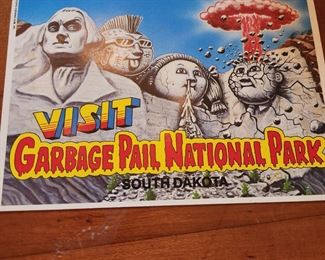 VISIT
GARBAGE PAIL NATIONAL PARK
SOUTH DAKOTA